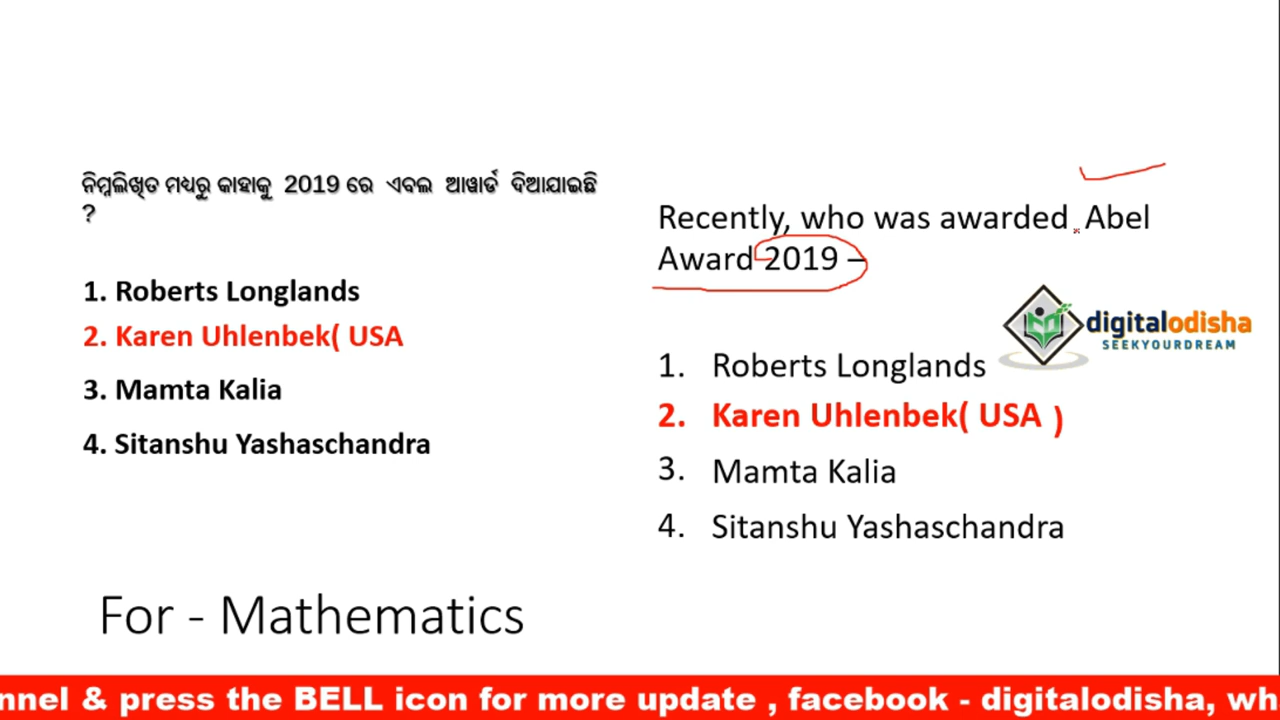 ନିମ୍ନଲିଖିତ ମଧ୍ୟରୁ କାହାକୁ 2019 ରେ ଏବଲ ଆୱାର୍ଡ ଦିଆଯାଇଛି
?
1. Roberts Longlands
2. Karen Uhlenbek( USA
3. Mamta Kalia
4. Sitanshu Yashaschandra
Recently, who was awarded Abel
Award 2019 –
digitalodisha
SEEKYOURDREAM
1. Roberts Longlands
2. Karen Uhlenbek( USA )
3. Mamta Kalia
4. Sitanshu Yashaschandra
For - Mathematics
nnel & press the BELL icon for more update , facebook - digitalodisha, wh